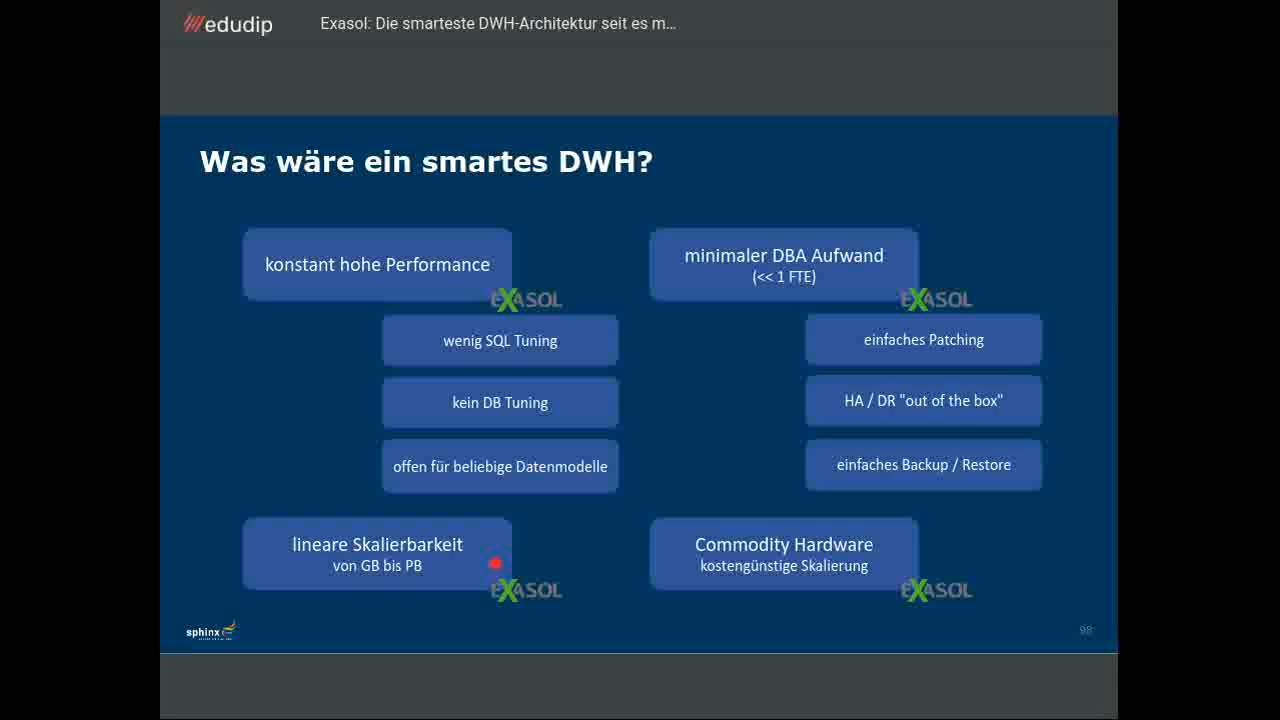 edudip
Exasol: Die smarteste DWH-Architektur seit es m…
Was wäre ein smartes DWH?
konstant hohe Performance
EXASOL
wenig SQL Tuning
kein DB Tuning
offen für beliebige Datenmodelle
minimaler DBA Aufwand
(<< 1 FTE)
EXASOL
einfaches Patching
HA / DR "out of the box"
einfaches Backup / Restore
lineare Skalierbarkeit
von GB bis PB
EXASOL
Commodity Hardware
kostengünstige Skalierung
EXASOL
sphinx
98